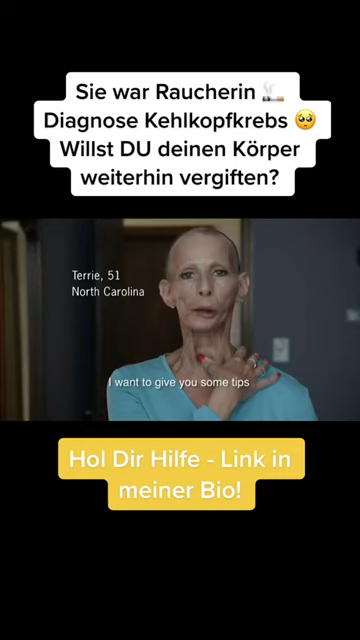 Sie war Raucherin 🚬
Diagnose Kehlkopfkrebs 🥹
Willst DU deinen Körper
weiterhin vergiften?
Terrie, 51
North Carolina
I want to give you some tips
Hol Dir Hilfe - Link in
meiner Bio!